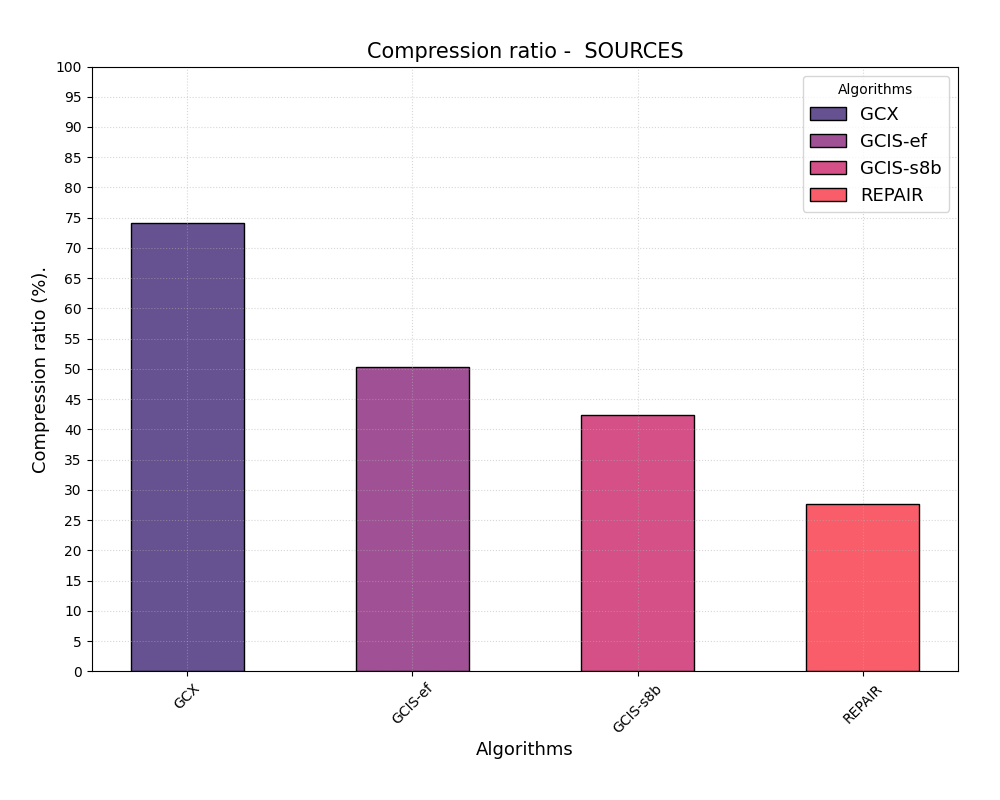 Compression ratio -  SOURCES
Compression ratio (%).
100
95
90
85
80
75
70
65
60
55
50
45
40
35
30
25
20
15
10
5
0
Algorithms
GCX
GCIS-ef
GCIS-s8b
REPAIR
GCX
GCIS-ef
GCIS-s8b
REPAIR
Algorithms